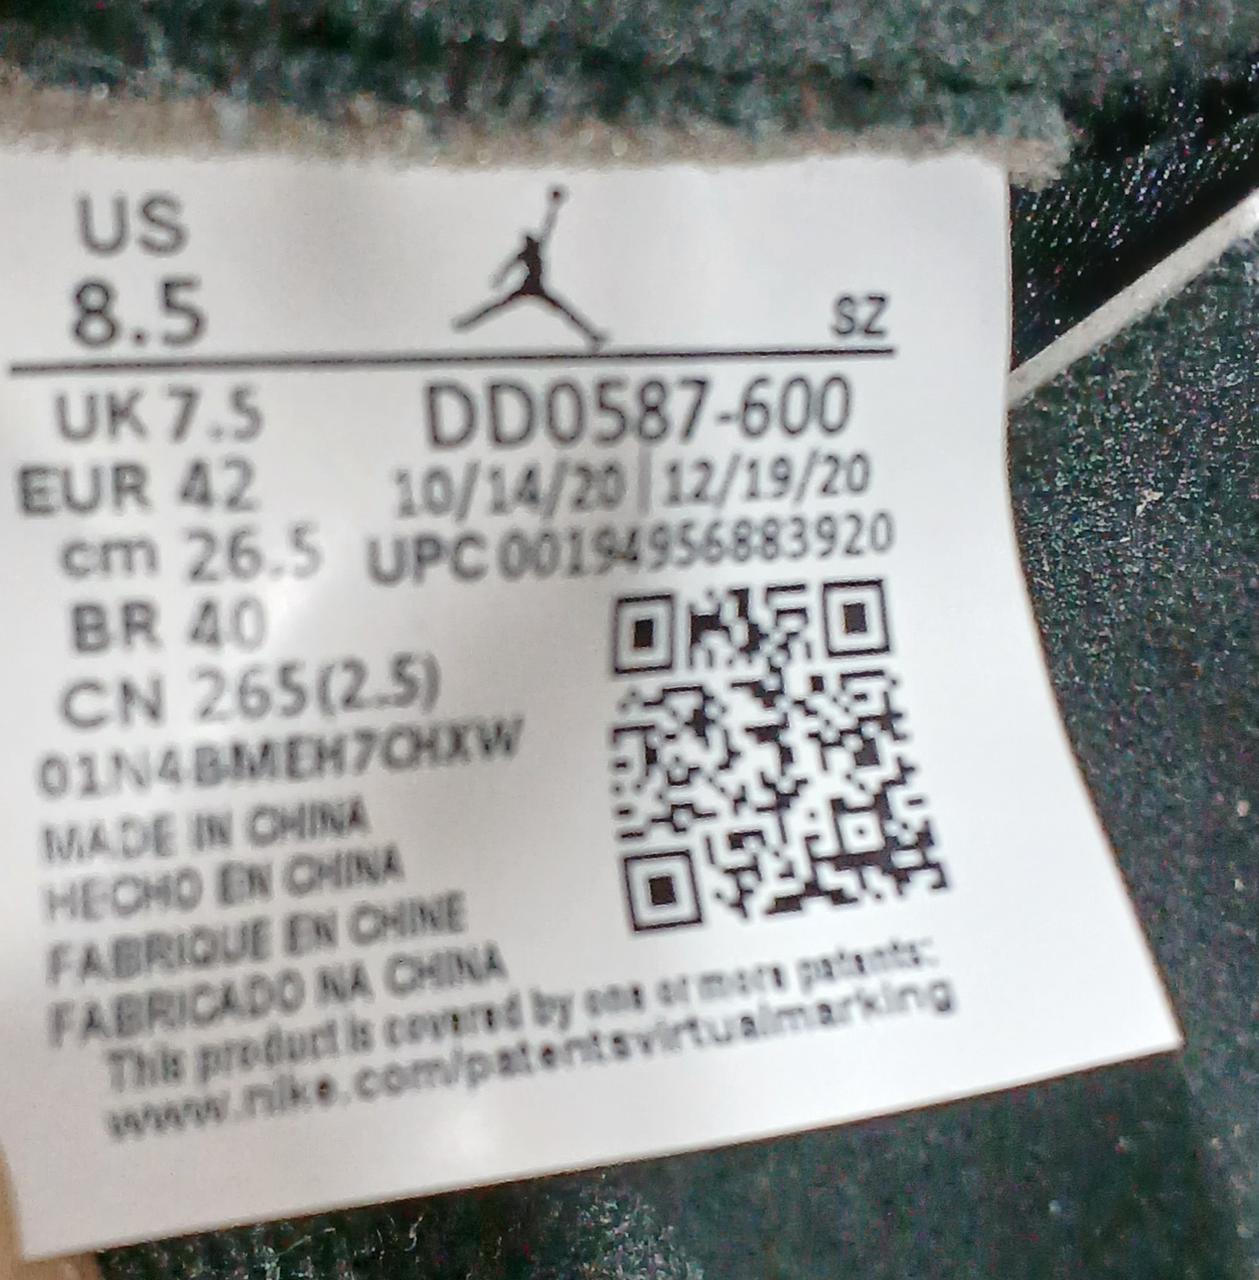 US
8.5
SZ
UK 7.5
DD0587-600
EUR 42
10/14/20 | 12/19/20
cm 26.5
UPC 00194956883920
BR 40
CN 265(2.5)
01N4BMEH7CHXW
MADE IN CHINA
HECHO EN CHINA
FABRIQUE EN CHINE
FABRICADO NA CHINA
This product is covered by one or more patents:
www.nike.com/patentsvirtualmarking